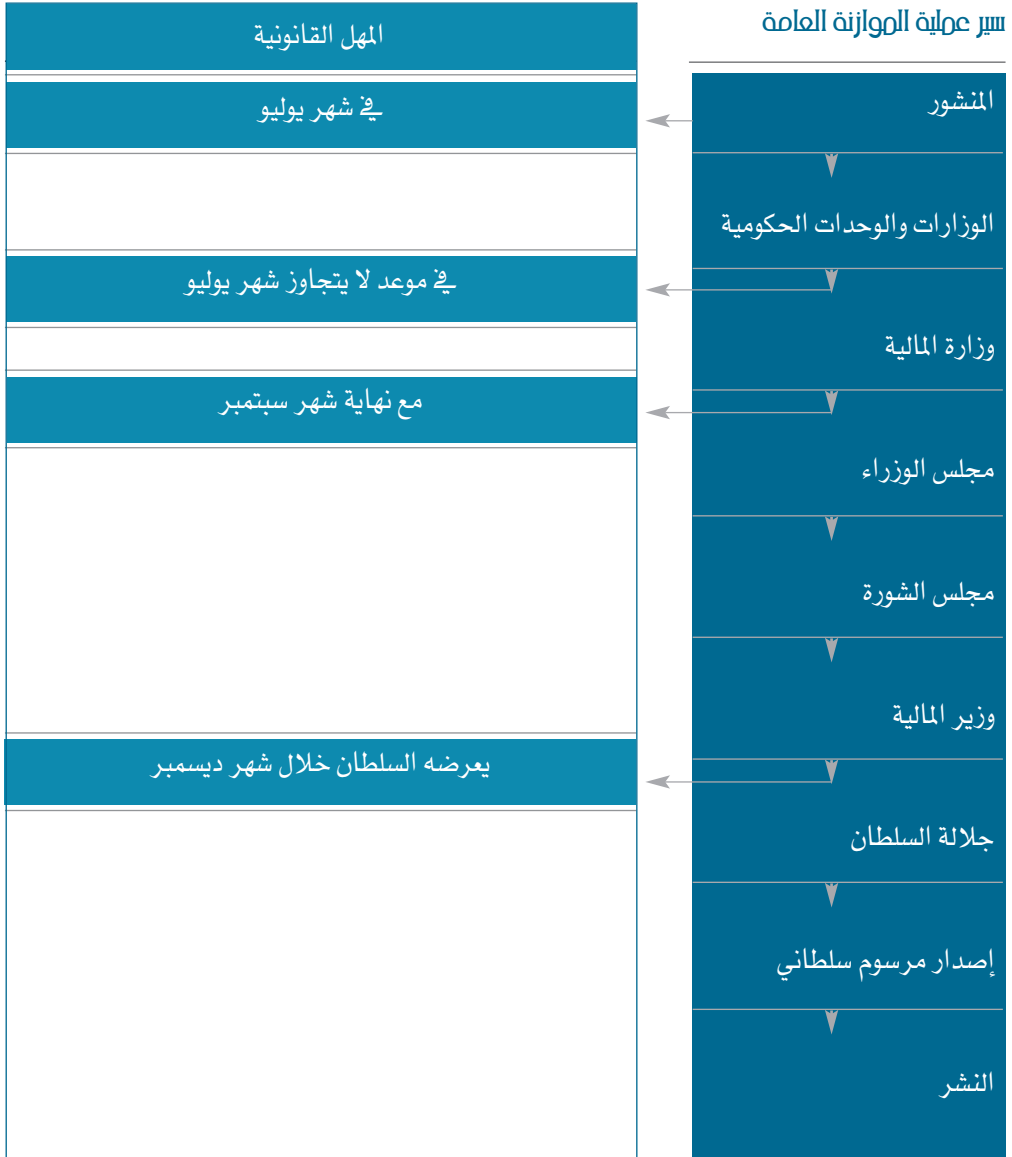 سير عملية الموازنة العامة
المهل القانونية
المنشور
في شهر يوليو
الوزارات والوحدات الحكومية
في موعد لا يتجاوز شهر يوليو
وزارة المالية
مع نهاية شهر سبتمبر
مجلس الوزراء
مجلس الشورة
وزير المالية
يعرضه السلطان خلال شهر ديسمبر
جلالة السلطان
إصدار مرسوم سلطاني
النشر